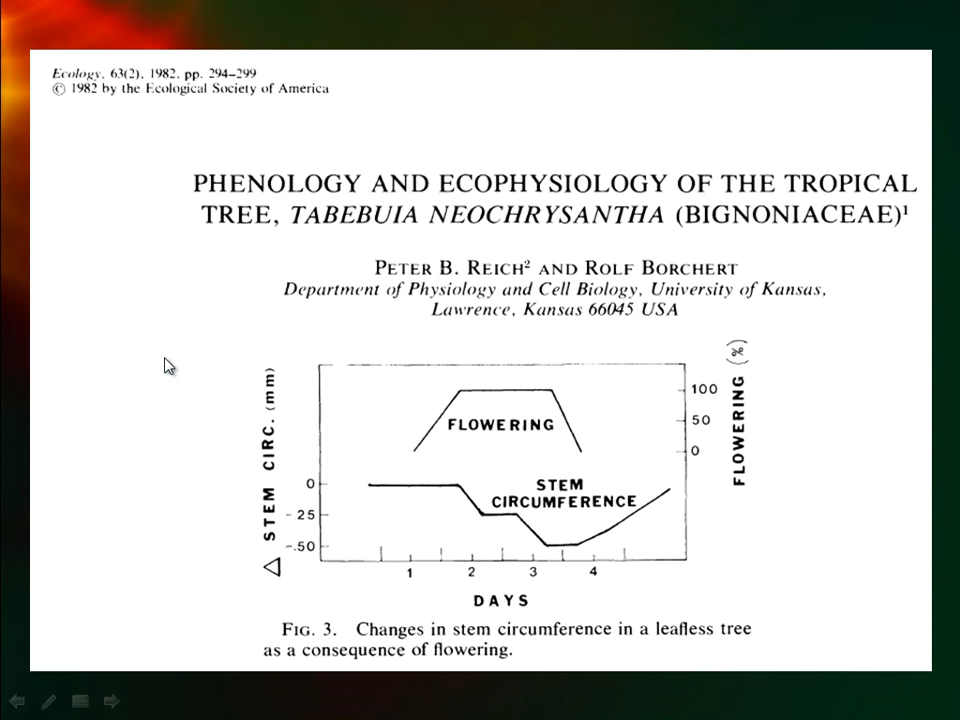 Ecology, 63(2), 1982, pp. 294–299
© 1982 by the Ecological Society of America
PHENOLOGY AND ECOPHYSIOLOGY OF THE TROPICAL
TREE, TABEBUIA NEOCHRYSANTHA (BIGNONIACEAE)¹
PETER B. REICH² AND ROLF BORCHERT
Department of Physiology and Cell Biology, University of Kansas,
Lawrence, Kansas 66045 USA
△ STEM CIRC. (mm)
0
-25
-.50
FLOWERING
STEM
CIRCUMFERENCE
100
50
0
FLOWERING (%)
1 2 3 4
DAYS
FIG. 3. Changes in stem circumference in a leafless tree
as a consequence of flowering.